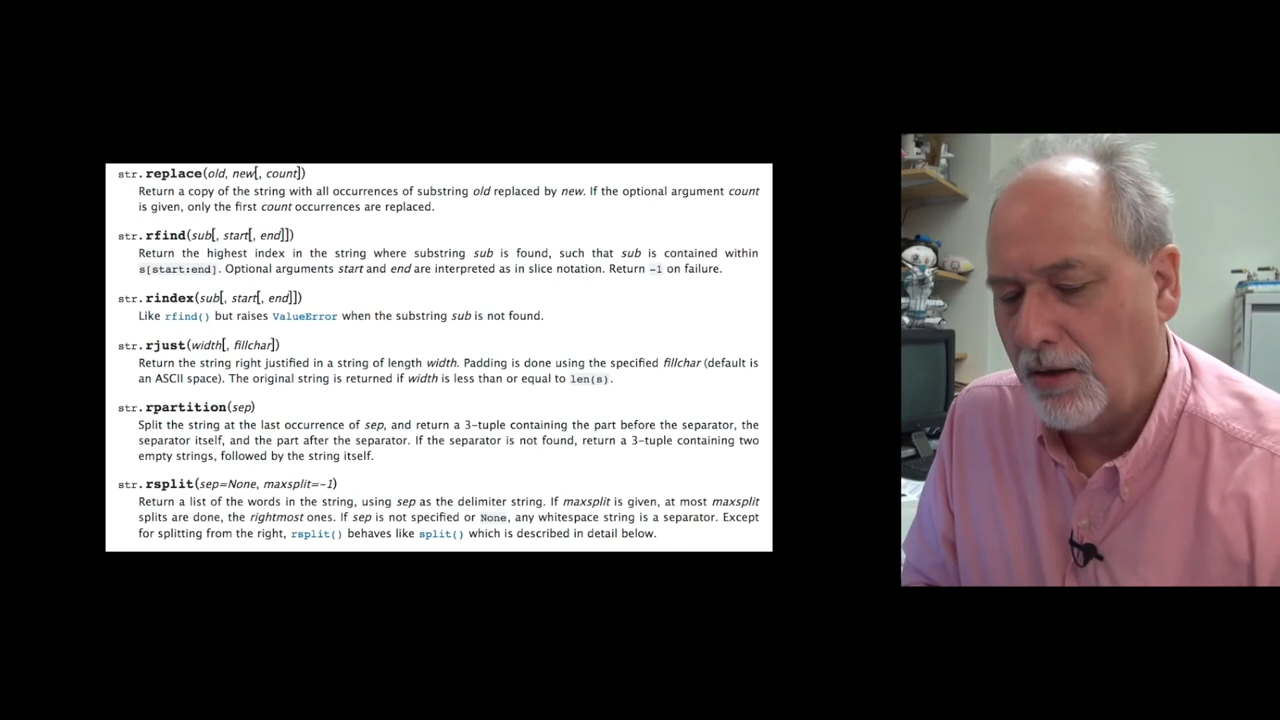 str.replace(old, new[, count])
Return a copy of the string with all occurrences of substring old replaced by new. If the optional argument count
is given, only the first count occurrences are replaced.
str.rfind(sub[, start[, end]])
Return the highest index in the string where substring sub is found, such that sub is contained within
s[start:end]. Optional arguments start and end are interpreted as in slice notation. Return -1 on failure.
str.rindex(sub[, start[, end]])
Like rfind() but raises ValueError when the substring sub is not found.
str.rjust(width[, fillchar])
Return the string right justified in a string of length width. Padding is done using the specified fillchar (default is
an ASCII space). The original string is returned if width is less than or equal to len(s).
str.rpartition(sep)
Split the string at the last occurrence of sep, and return a 3-tuple containing the part before the separator, the
separator itself, and the part after the separator. If the separator is not found, return a 3-tuple containing two
empty strings, followed by the string itself.
str.rsplit(sep=None, maxsplit=-1)
Return a list of the words in the string, using sep as the delimiter string. If maxsplit is given, at most maxsplit
splits are done, the rightmost ones. If sep is not specified or None, any whitespace string is a separator. Except
for splitting from the right, rsplit() behaves like split() which is described in detail below.